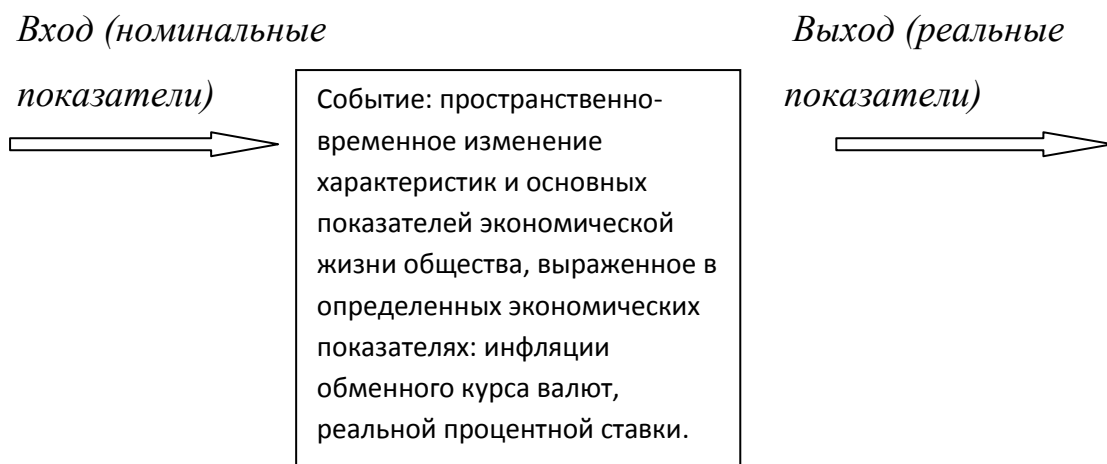 Вход (номинальные
показатели)
Событие: пространственно-
временное изменение
характеристик и основных
показателей экономической
жизни общества, выраженное в
определенных экономических
показателях: инфляции
обменного курса валют,
реальной процентной ставки.
Выход (реальные
показатели)